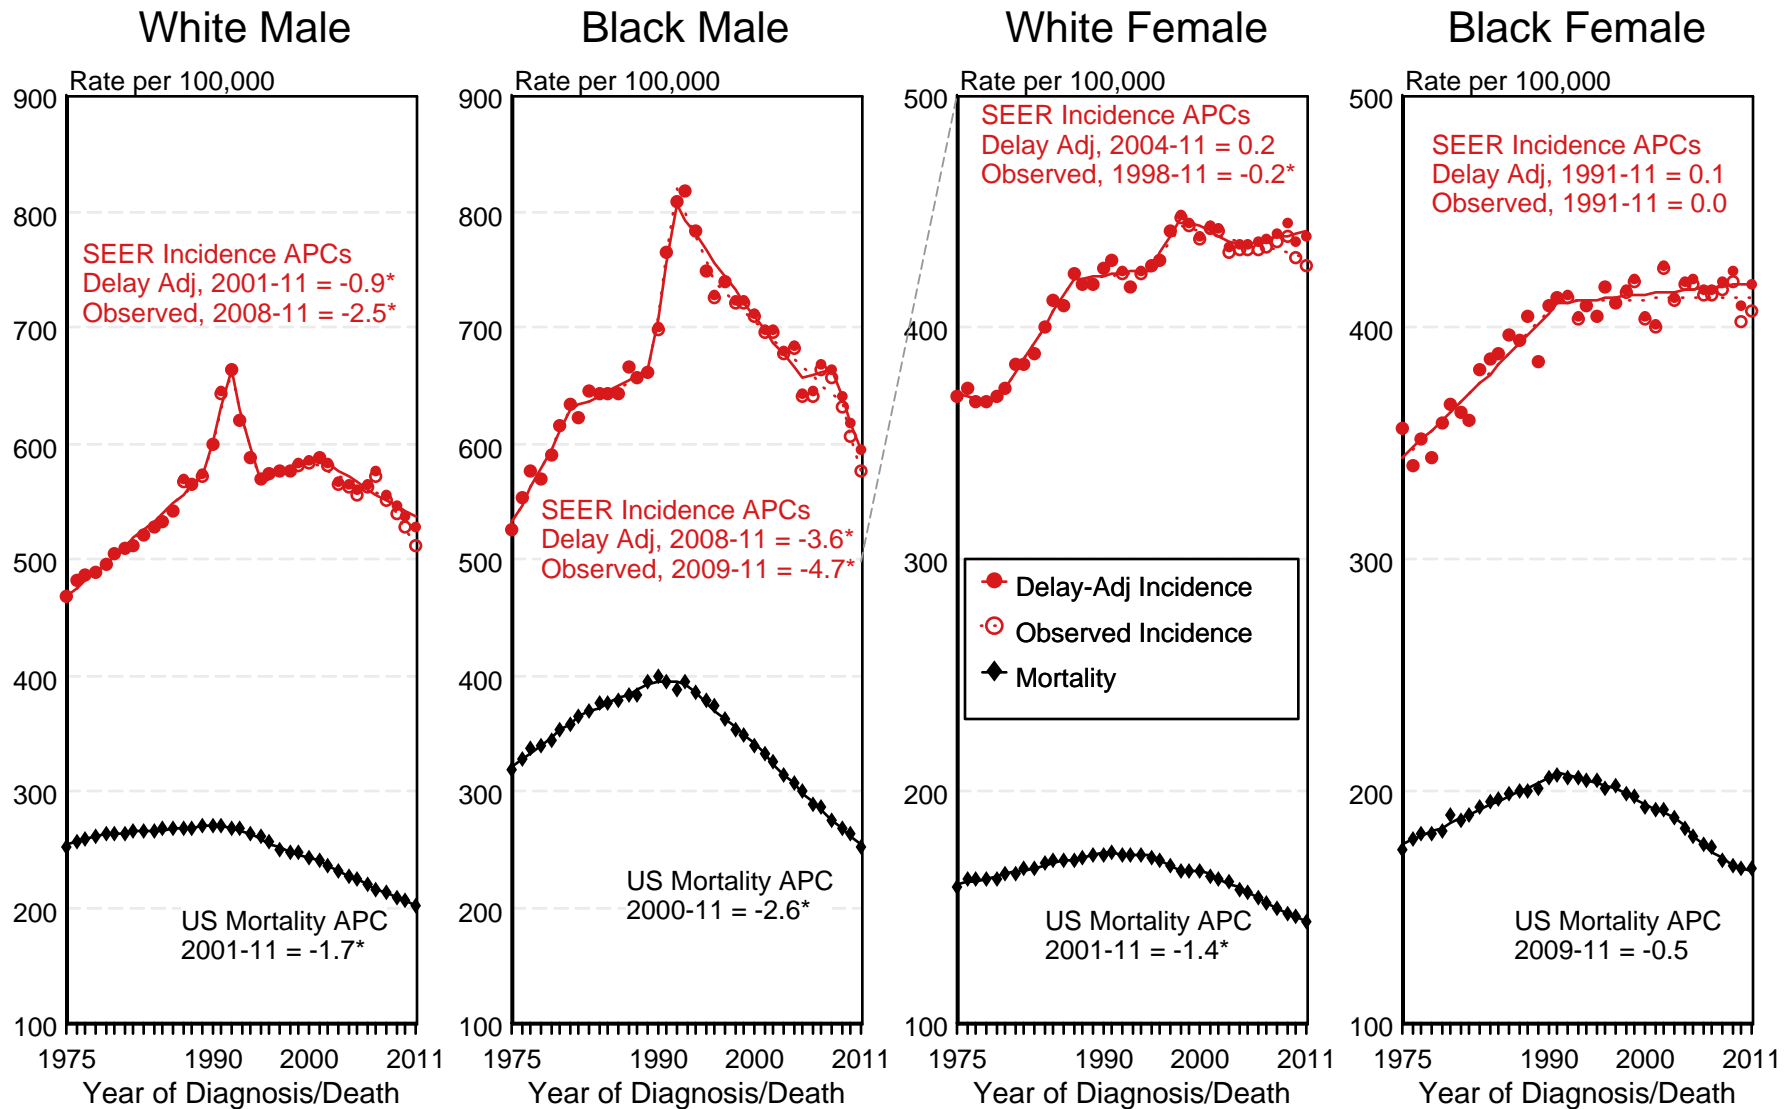 White Male
Rate per 100,000
900
800
700
600
500
400
300
200
100
SEER Incidence APCs
Delay Adj, 2001-11 = -0.9*
Observed, 2008-11 = -2.5*
US Mortality APC
2001-11 = -1.7*
1975 1990 2000 2011
Year of Diagnosis/Death
Black Male
Rate per 100,000
900
800
700
600
500
400
300
200
100
SEER Incidence APCs
Delay Adj, 2008-11 = -3.6*
Observed, 2009-11 = -4.7*
US Mortality APC
2000-11 = -2.6*
1975 1990 2000 2011
Year of Diagnosis/Death
White Female
Rate per 100,000
500
400
300
200
100
SEER Incidence APCs
Delay Adj, 2004-11 = 0.2
Observed, 1998-11 = -0.2*
Delay-Adj Incidence
Observed Incidence
Mortality
US Mortality APC
2001-11 = -1.4*
1975 1990 2000 2011
Year of Diagnosis/Death
Black Female
Rate per 100,000
500
400
300
200
100
SEER Incidence APCs
Delay Adj, 1991-11 = 0.1
Observed, 1991-11 = 0.0
US Mortality APC
2009-11 = -0.5
1975 1990 2000 2011
Year of Diagnosis/Death